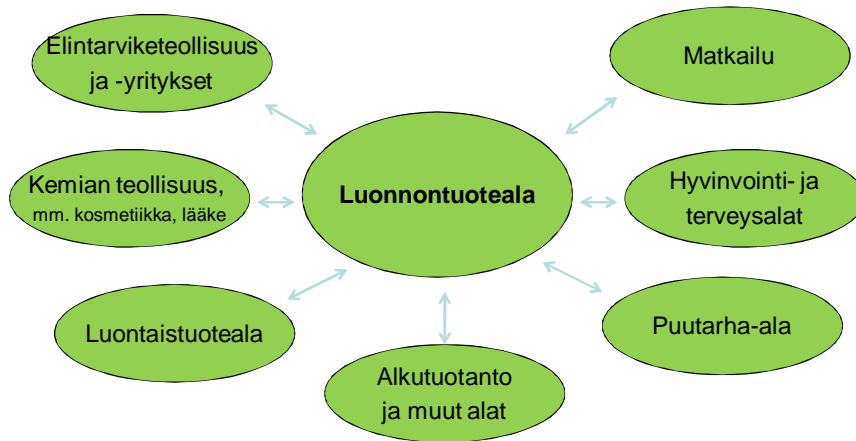 Elintarviketeollisuus
ja -yritykset
Matkailu
Kemian teollisuus,
mm. kosmetiikka, lääke
Luonnontuoteala
Hyvinvointi- ja
terveysalat
Luontaistuoteala
Puutarha-ala
Alkutuotanto
ja muut alat